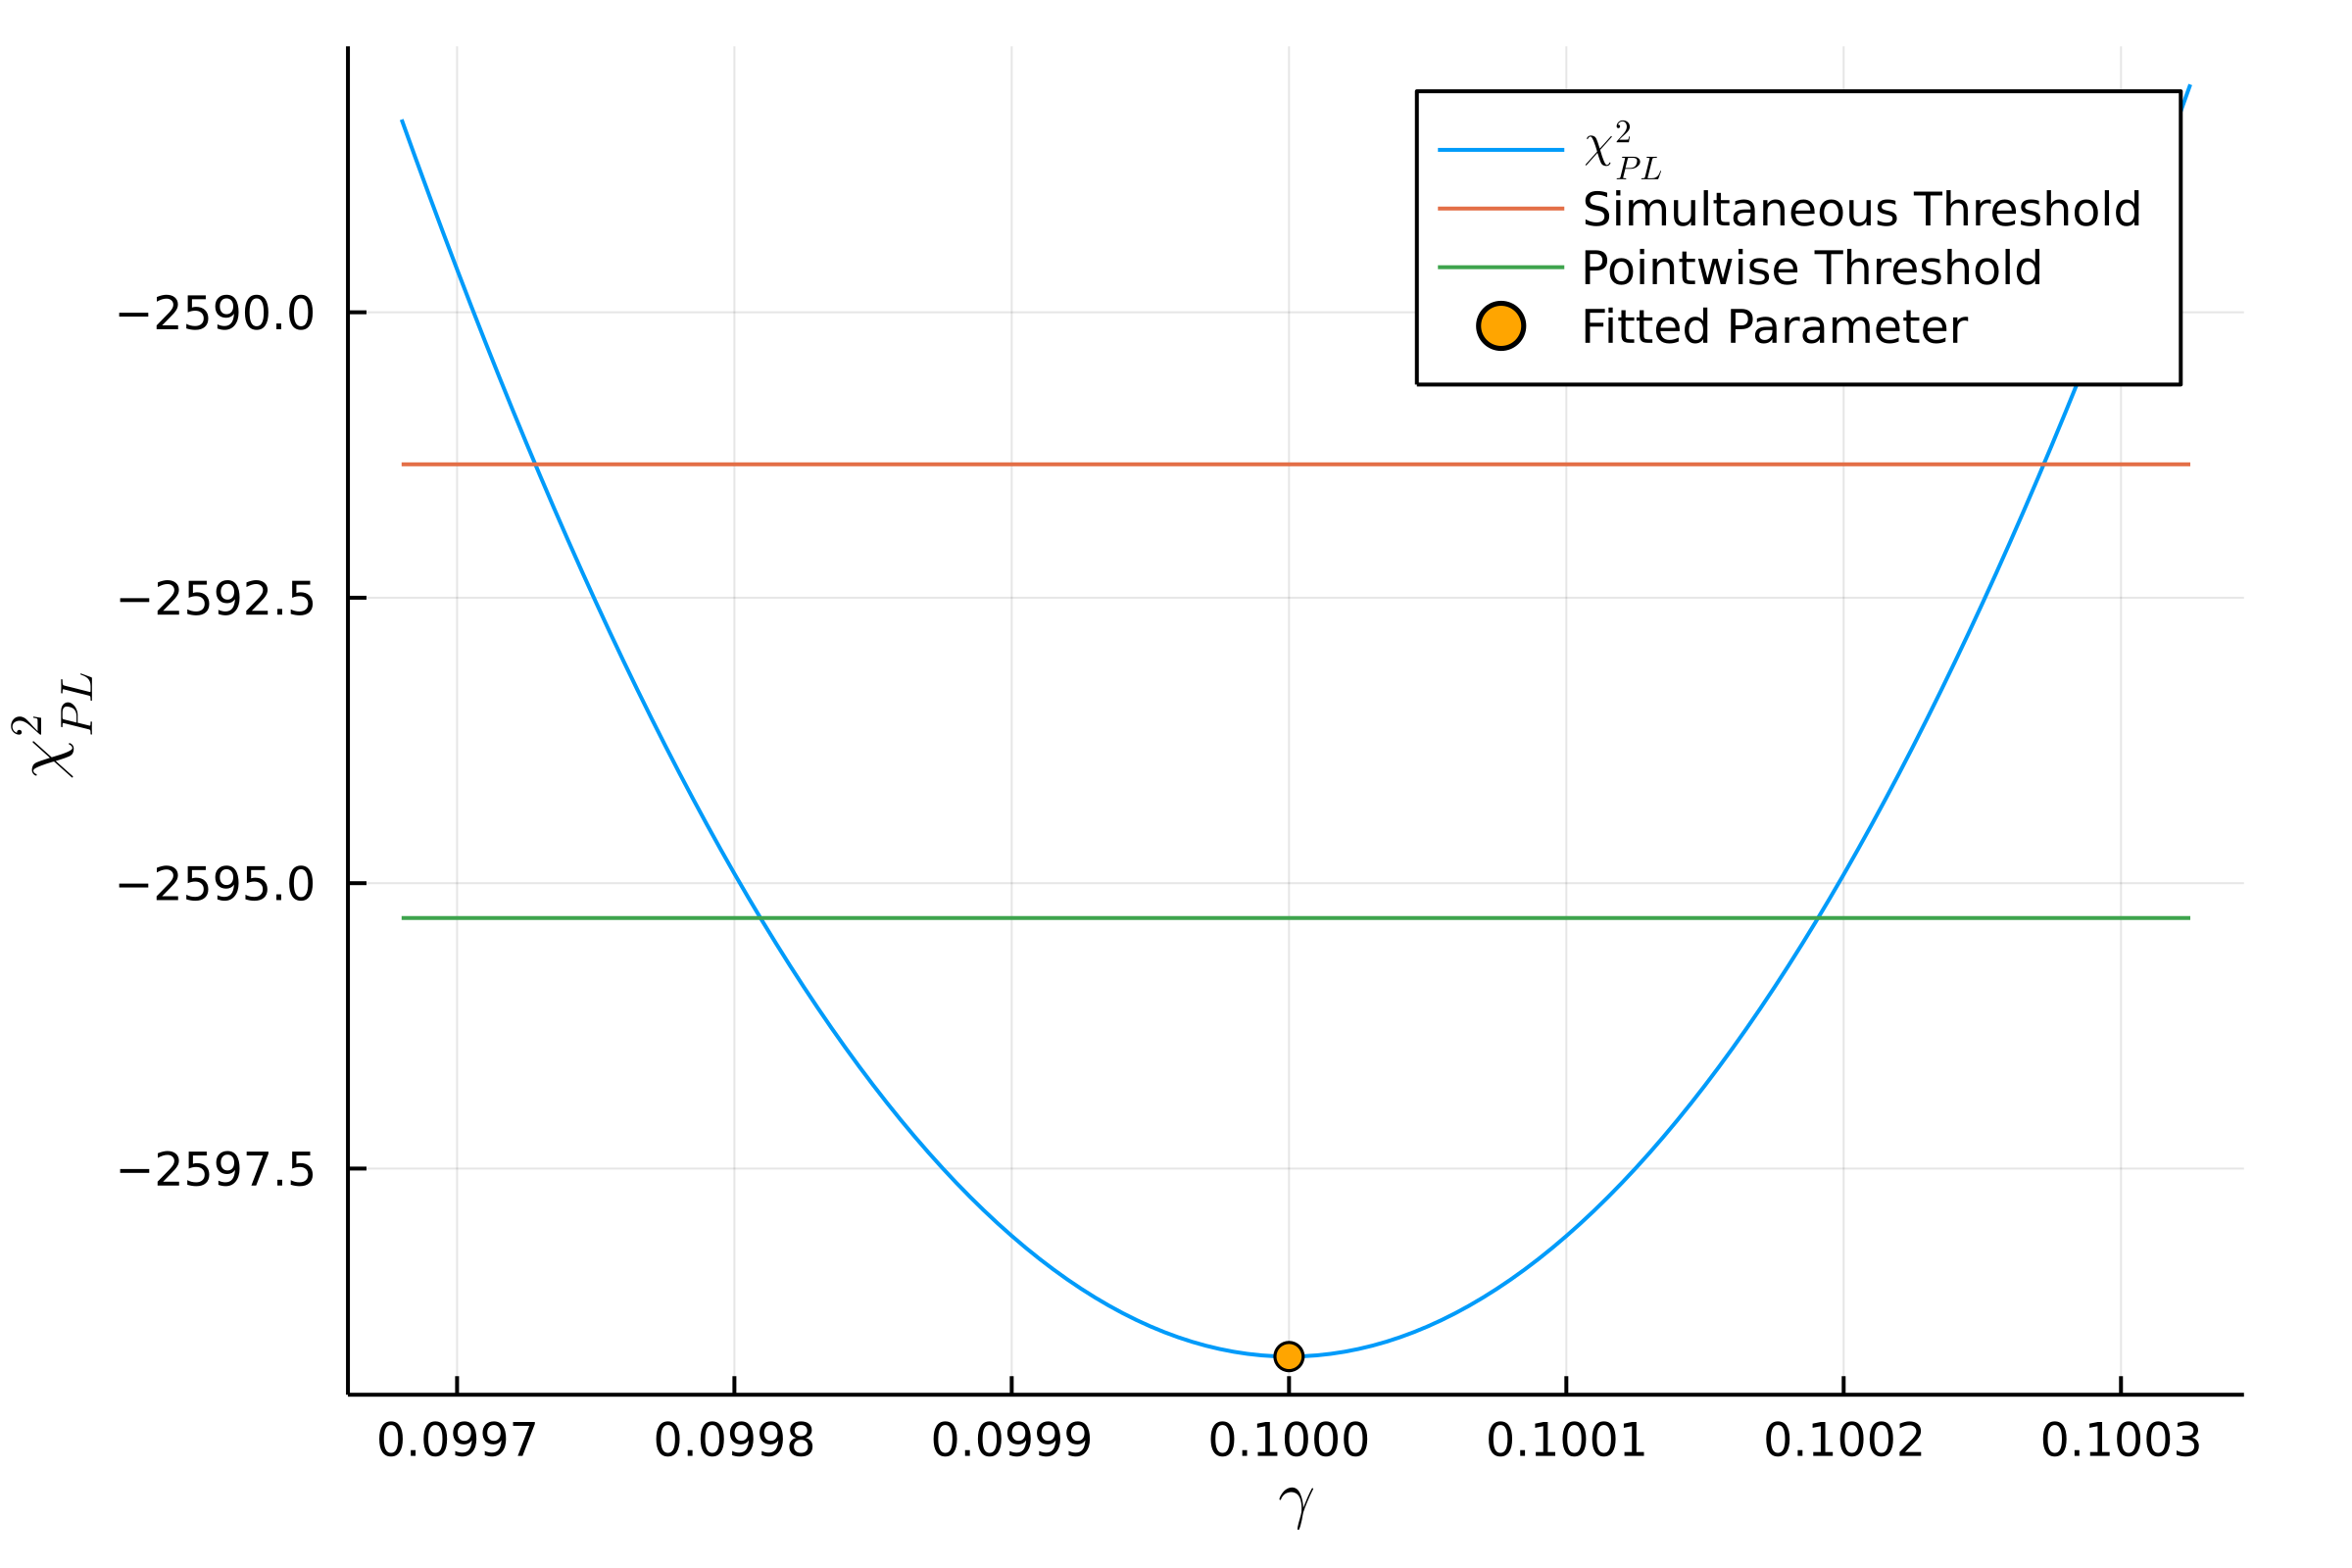 χ²_PL
Simultaneous Threshold
Pointwise Threshold
Fitted Parameter
−2590.0
−2592.5
−2595.0
−2597.5
χ²_PL
0.0997
0.0998
0.0999
0.1000
0.1001
0.1002
0.1003
γ